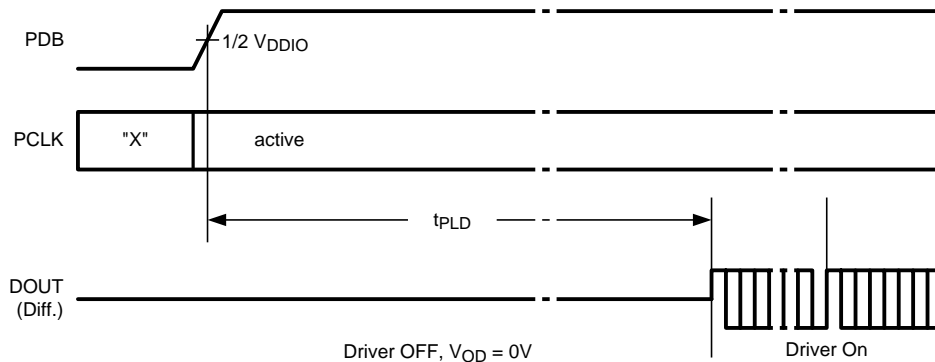 PDB
1/2 VDDIO
PCLK
"X"
active
tPLD
DOUT
(Diff.)
Driver OFF, VOD = 0V
Driver On